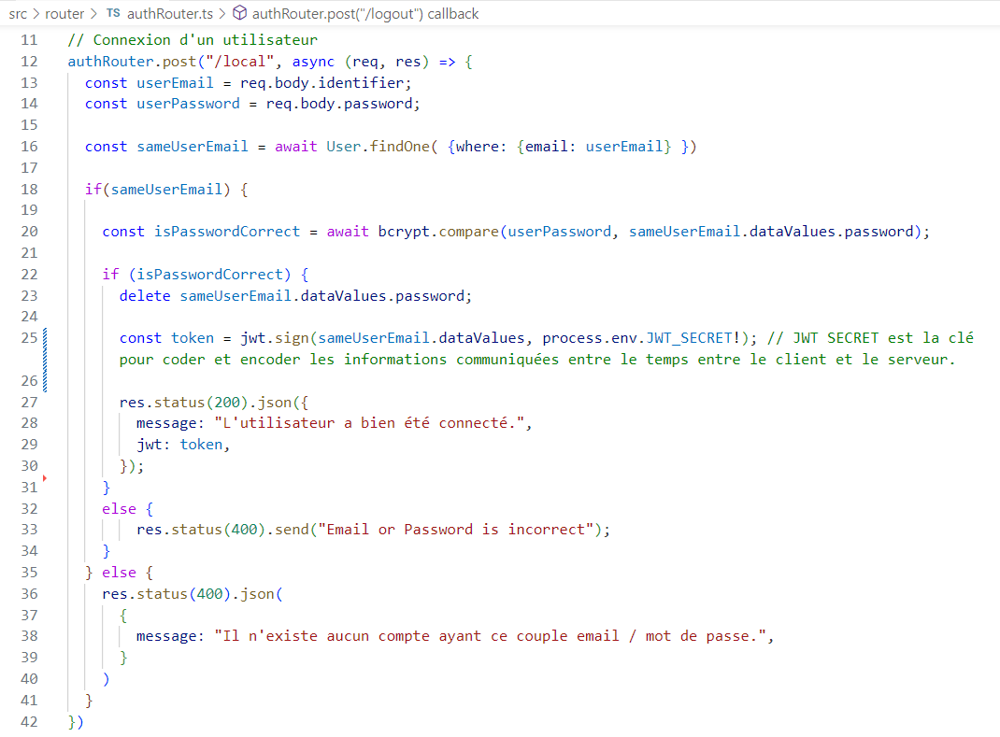 src > router > TS authRouter.ts > authRouter.post("/logout") callback
11 // Connexion d'un utilisateur
12 authRouter.post("/local", async (req, res) => {
13 const userEmail = req.body.identifier;
14 const userPassword = req.body.password;
15
16 const sameUserEmail = await User.findOne( {where: {email: userEmail} })
17
18 if(sameUserEmail) {
19
20 const isPasswordCorrect = await bcrypt.compare(userPassword, sameUserEmail.dataValues.password);
21
22 if (isPasswordCorrect) {
23 delete sameUserEmail.dataValues.password;
24
25 const token = jwt.sign(sameUserEmail.dataValues, process.env.JWT_SECRET!); // JWT SECRET est la clé
pour coder et encoder les informations communiquées entre le temps entre le client et le serveur.
26
27 res.status(200).json({
28 message: "L'utilisateur a bien été connecté.",
29 jwt: token,
30 });
31 }
32 else {
33 res.status(400).send("Email or Password is incorrect");
34 }
35 } else {
36 res.status(400).json(
37 {
38 message: "Il n'existe aucun compte ayant ce couple email / mot de passe.",
39 }
40 )
41 }
42 })